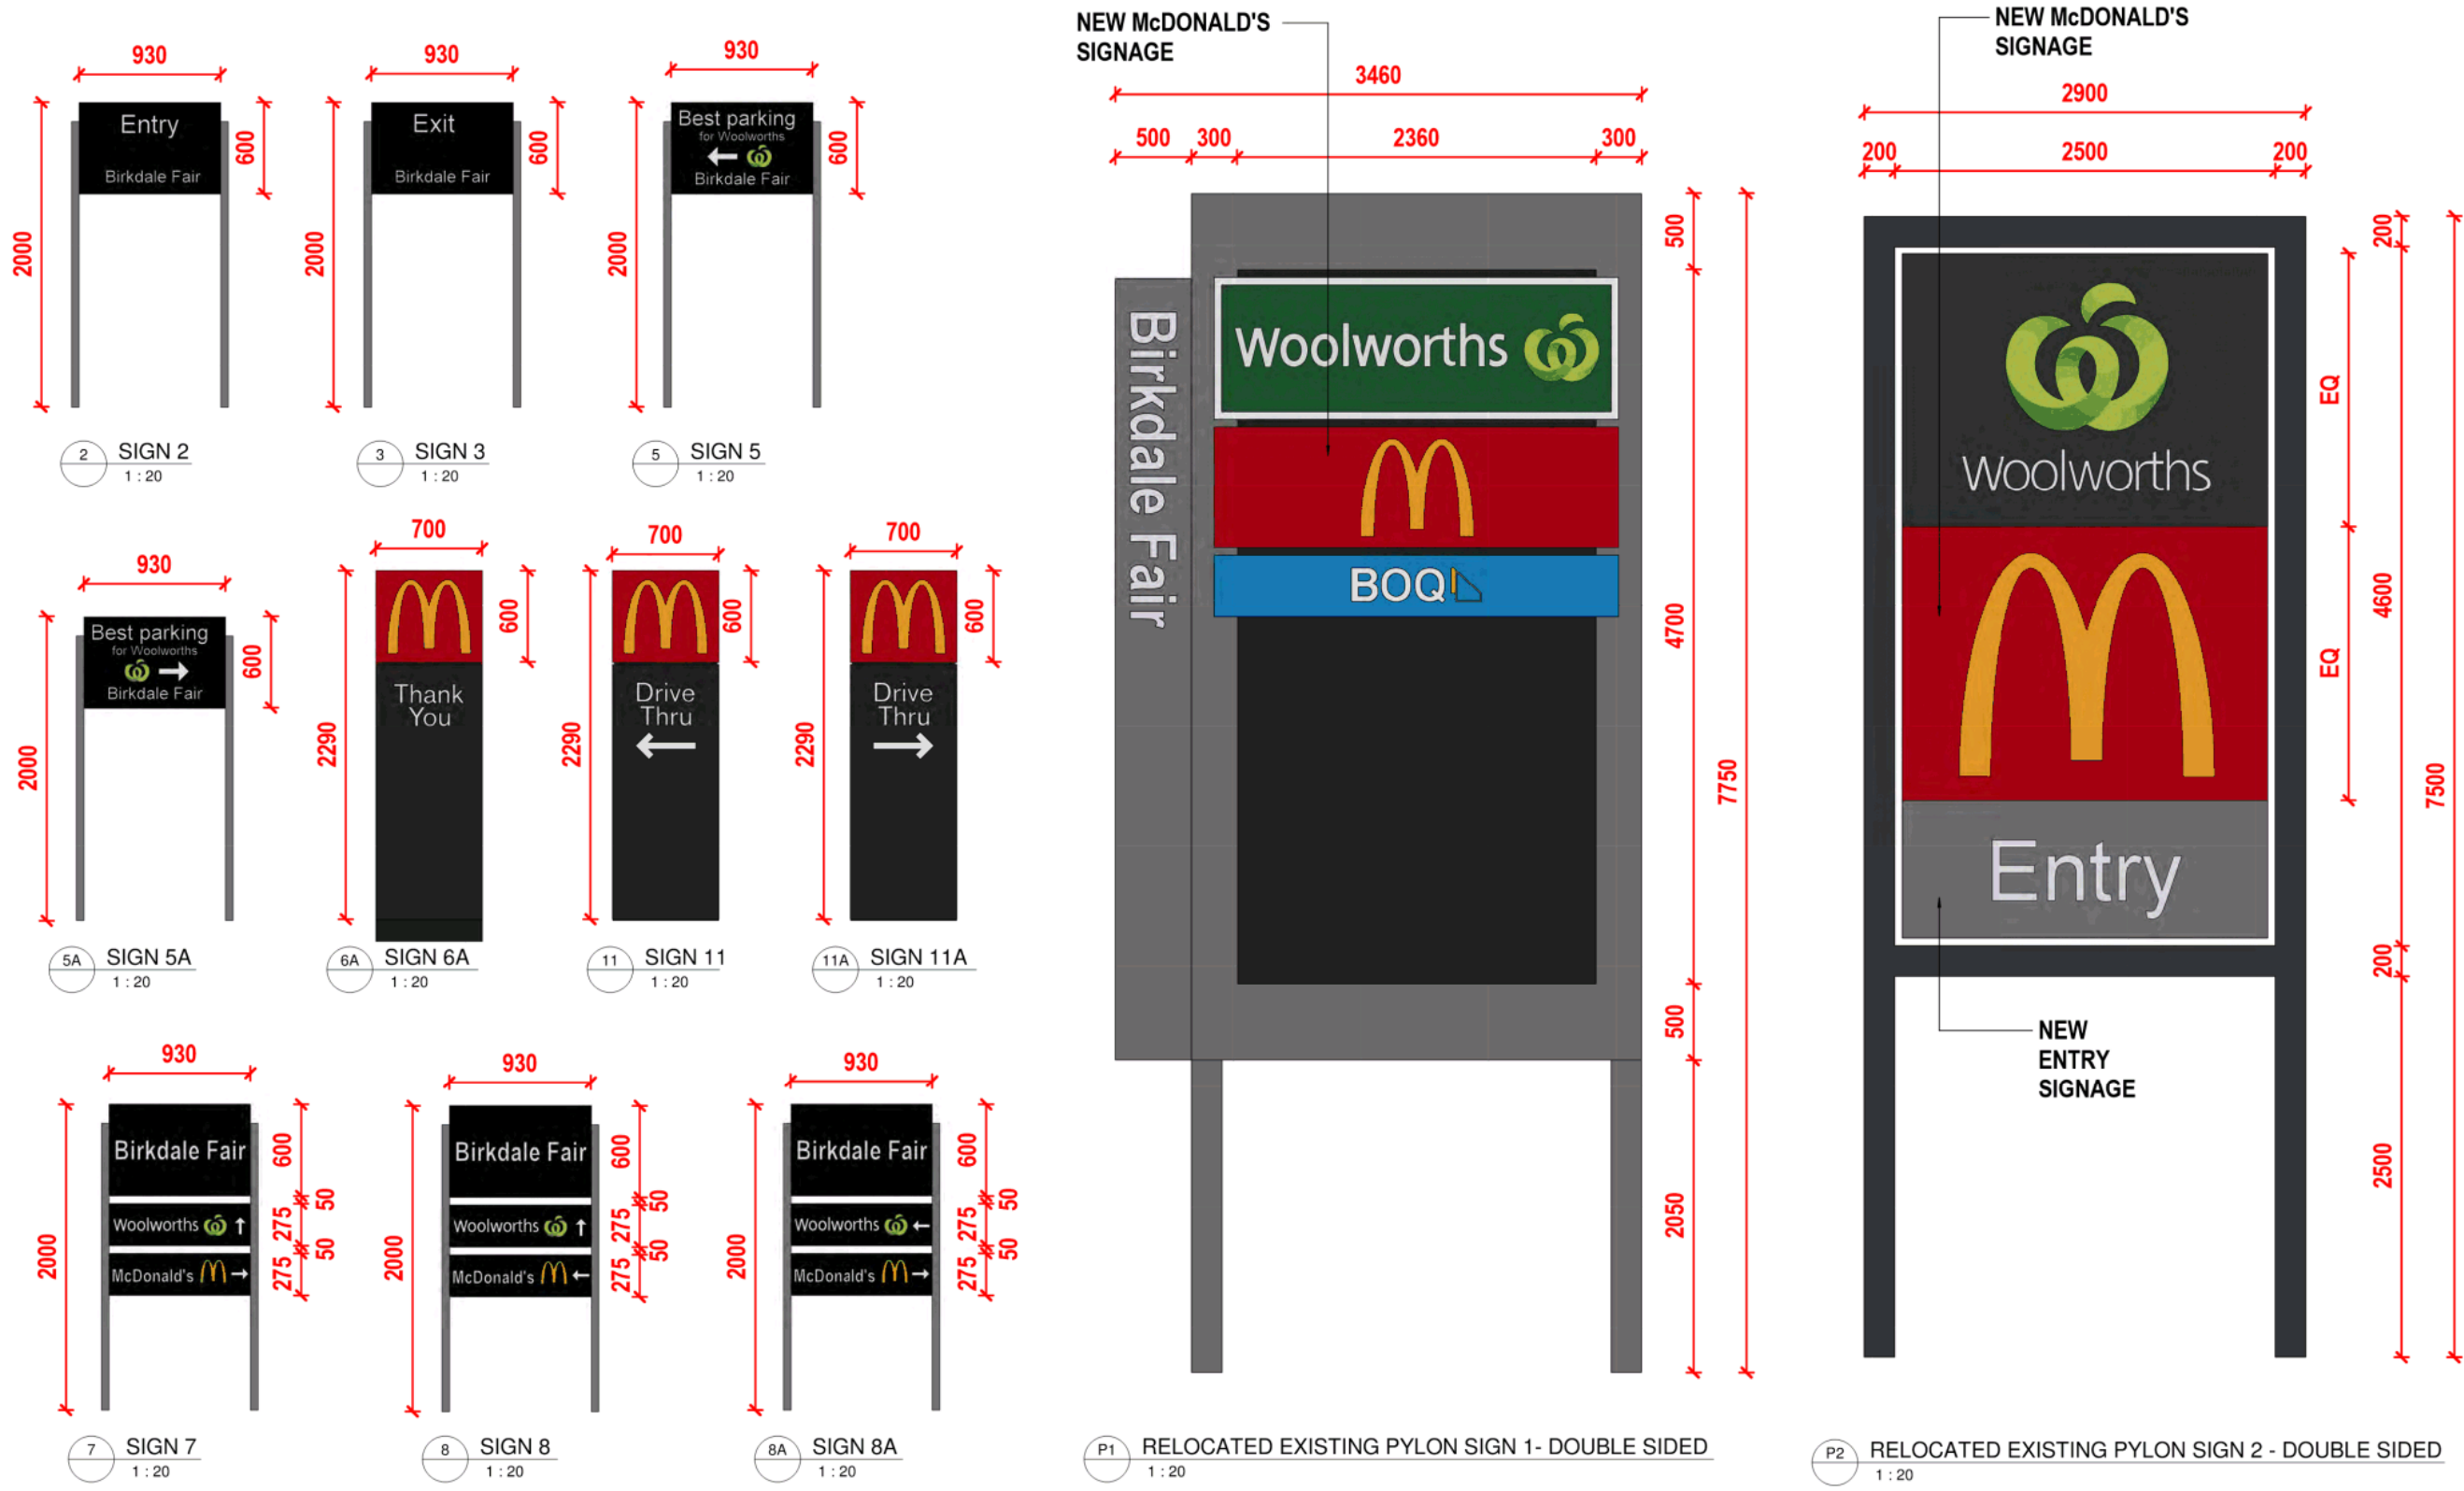 930
600
2000
Entry
Birkdale Fair
2 SIGN 2
1 : 20
930
600
2000
Exit
Birkdale Fair
3 SIGN 3
1 : 20
930
600
2000
Best parking
for Woolworths
Birkdale Fair
5 SIGN 5
1 : 20
930
600
2000
Best parking
for Woolworths
Birkdale Fair
5A SIGN 5A
1 : 20
700
600
2290
Thank
You
6A SIGN 6A
1 : 20
700
600
2290
Drive
Thru
11 SIGN 11
1 : 20
700
600
2290
Drive
Thru
11A SIGN 11A
1 : 20
930
600
50
275
50
275
2000
Birkdale Fair
Woolworths
McDonald's
7 SIGN 7
1 : 20
930
600
50
275
50
275
2000
Birkdale Fair
Woolworths
McDonald's
8 SIGN 8
1 : 20
930
600
50
275
50
275
2000
Birkdale Fair
Woolworths
McDonald's
8A SIGN 8A
1 : 20
NEW McDONALD'S
SIGNAGE
3460
500 300 2360 300
500
4700
500
2050
7750
Birkdale Fair
Woolworths
BOQ
P1 RELOCATED EXISTING PYLON SIGN 1- DOUBLE SIDED
1 : 20
NEW McDONALD'S
SIGNAGE
2900
200 2500 200
200
EQ
EQ
4600
200
2500
7500
Woolworths
Entry
NEW
ENTRY
SIGNAGE
P2 RELOCATED EXISTING PYLON SIGN 2 - DOUBLE SIDED
1 : 20